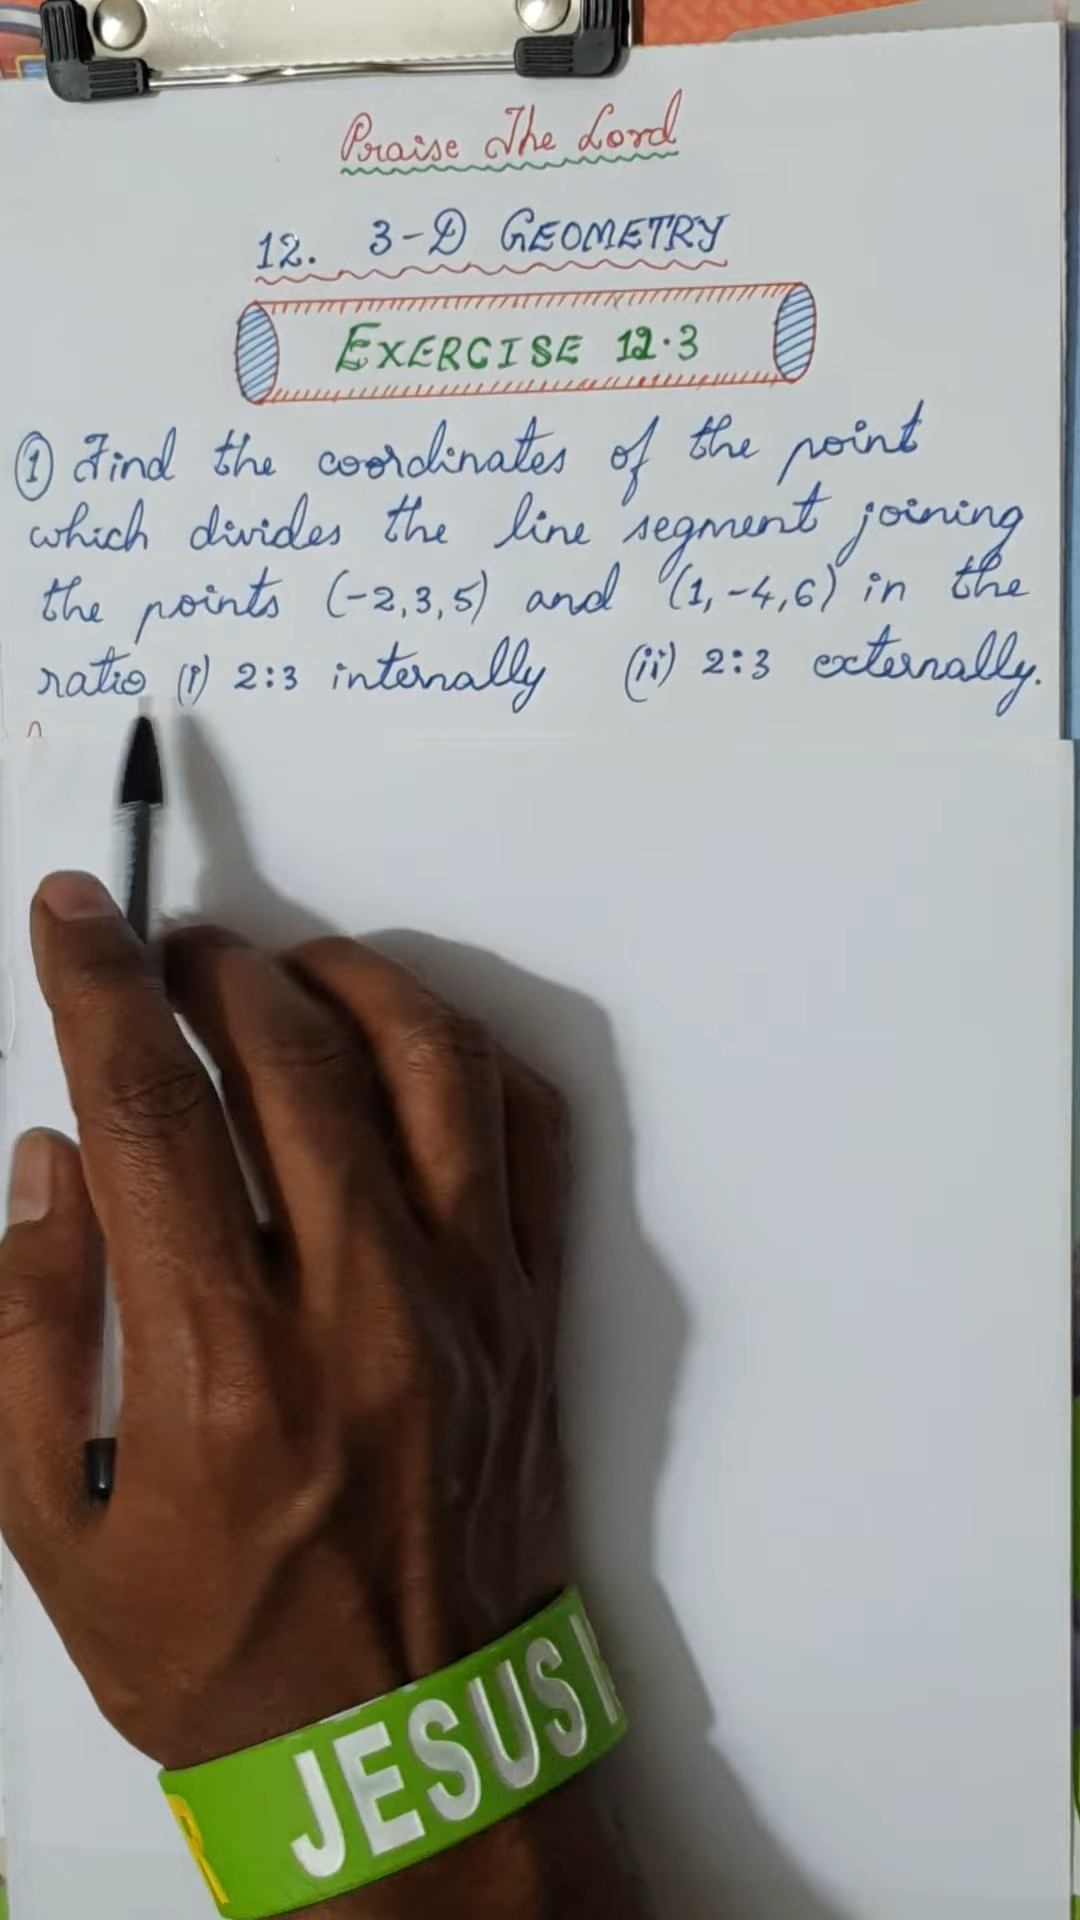 Praise The Lord
12. 3-D GEOMETRY
EXERCISE 12.3
① Find the coordinates of the point
which divides the line segment joining
the points (-2,3,5) and (1,-4,6) in the
ratio (i) 2:3 internally (ii) 2:3 externally.
JESUS